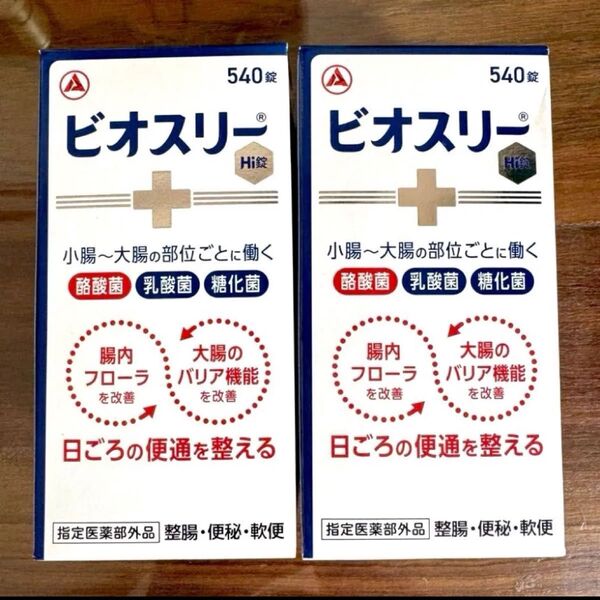 540錠
ビオスリー®
Hi錠
小腸～大腸の部位ごとに働く
酪酸菌 乳酸菌 糖化菌
腸内
フローラ
を改善
大腸の
バリア機能
を改善
日ごろの便通を整える
指定医薬部外品 整腸・便秘・軟便
540錠
ビオスリー®
Hi錠
小腸～大腸の部位ごとに働く
酪酸菌 乳酸菌 糖化菌
腸内
フローラ
を改善
大腸の
バリア機能
を改善
日ごろの便通を整える
指定医薬部外品 整腸・便秘・軟便